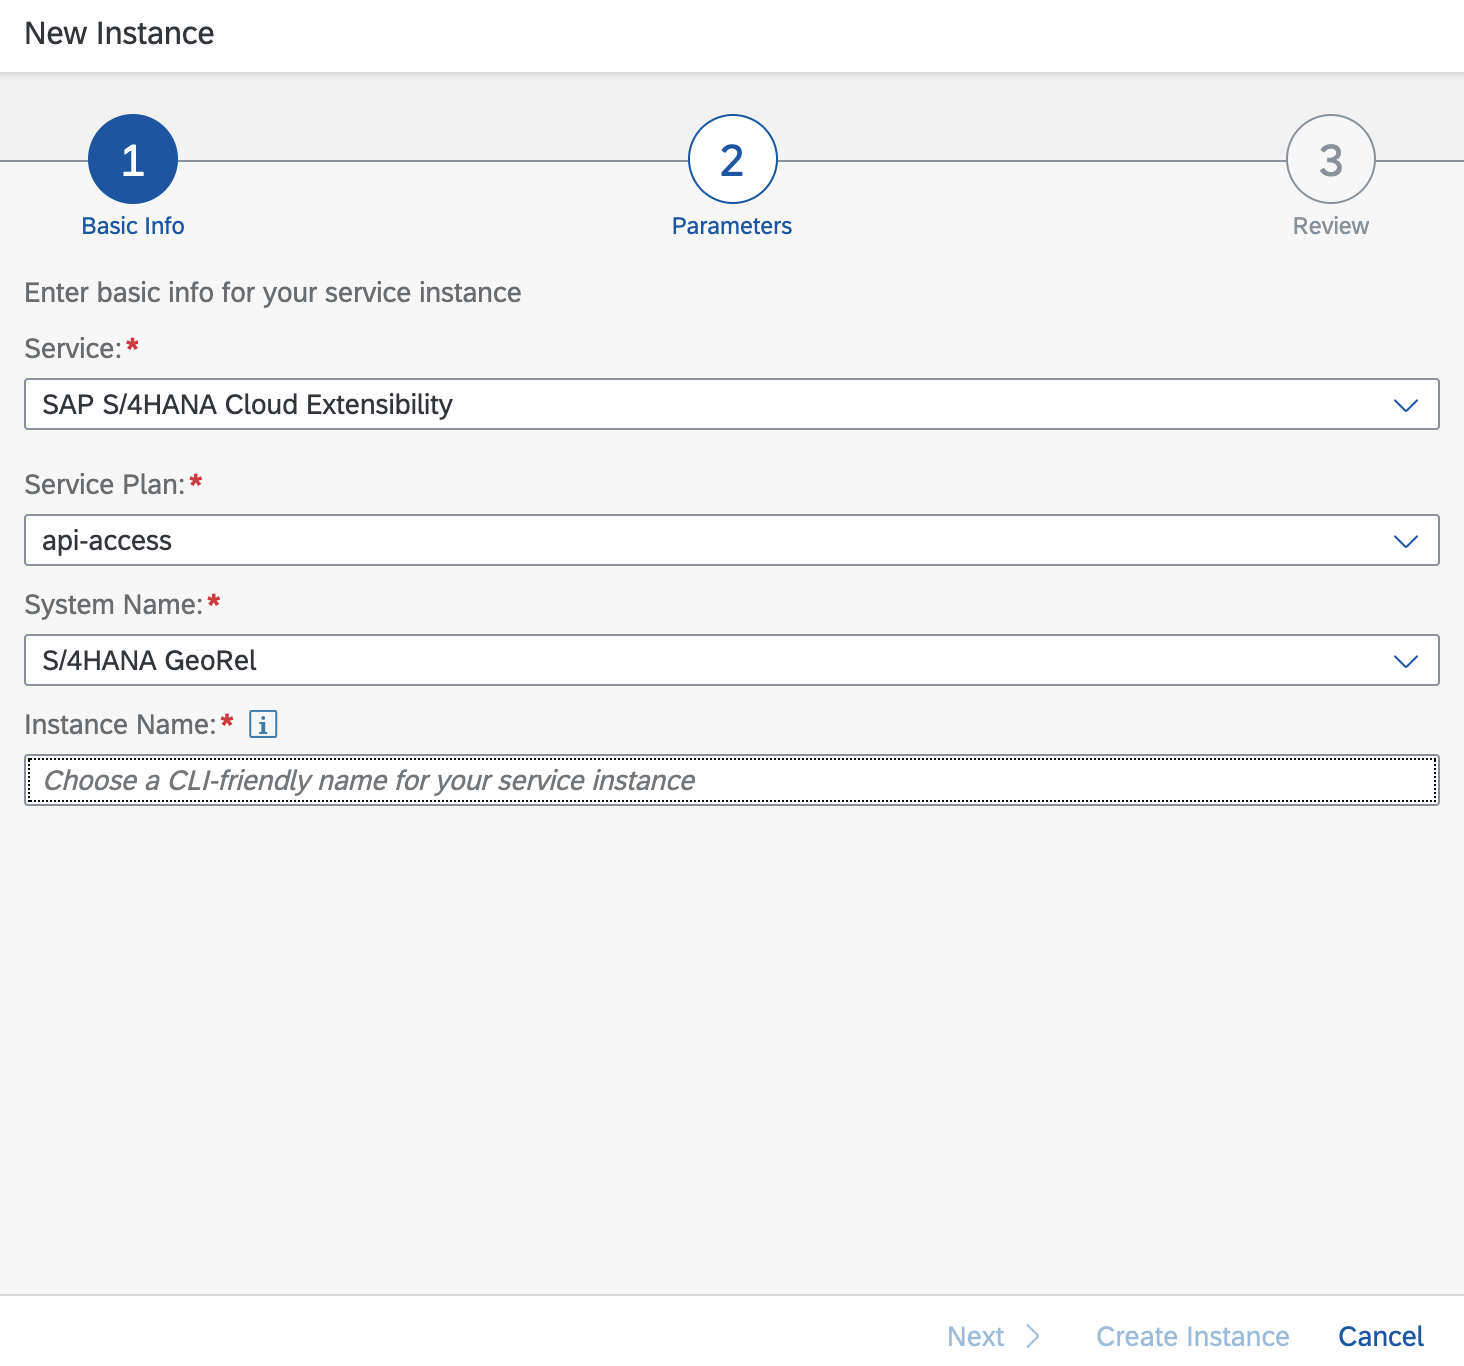 New Instance
1
2
3
Basic Info
Parameters
Review
Enter basic info for your service instance
Service:*
SAP S/4HANA Cloud Extensibility
Service Plan:*
api-access
System Name:*
S/4HANA GeoRel
Instance Name:* i
Choose a CLI-friendly name for your service instance
Next
Create Instance
Cancel